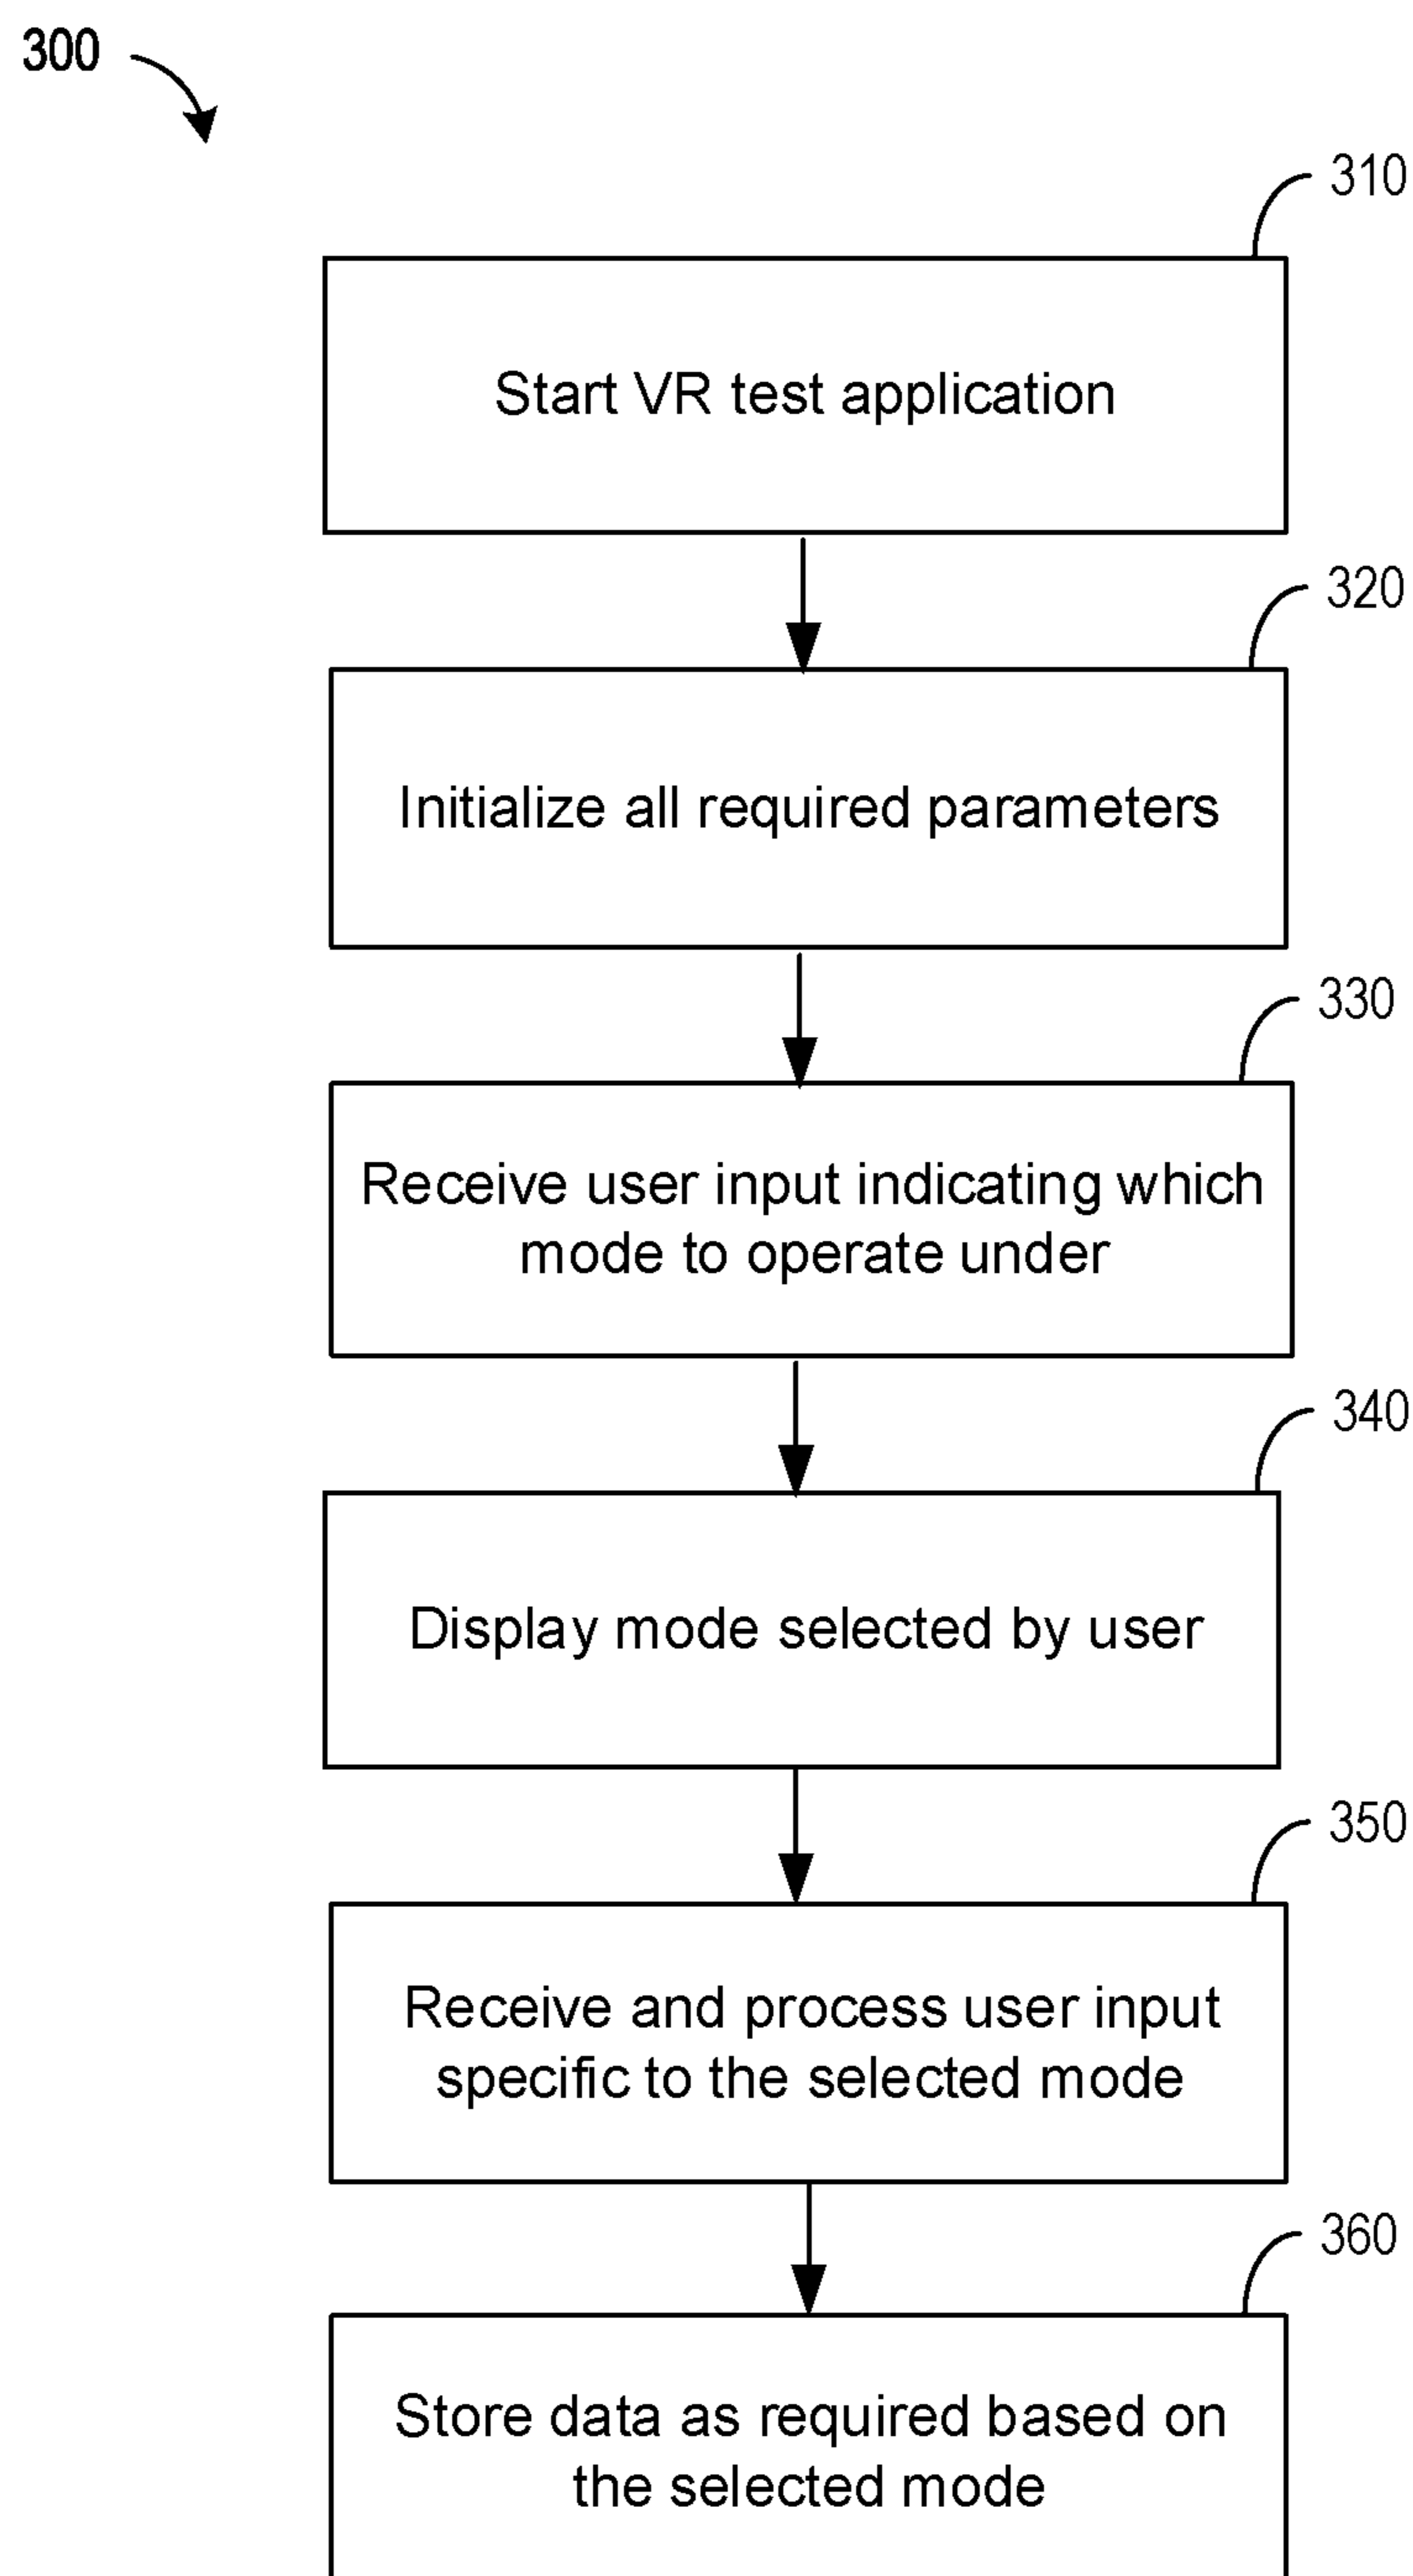 300
310
Start VR test application
320
Initialize all required parameters
330
Receive user input indicating which
mode to operate under
340
Display mode selected by user
350
Receive and process user input
specific to the selected mode
360
Store data as required based on
the selected mode